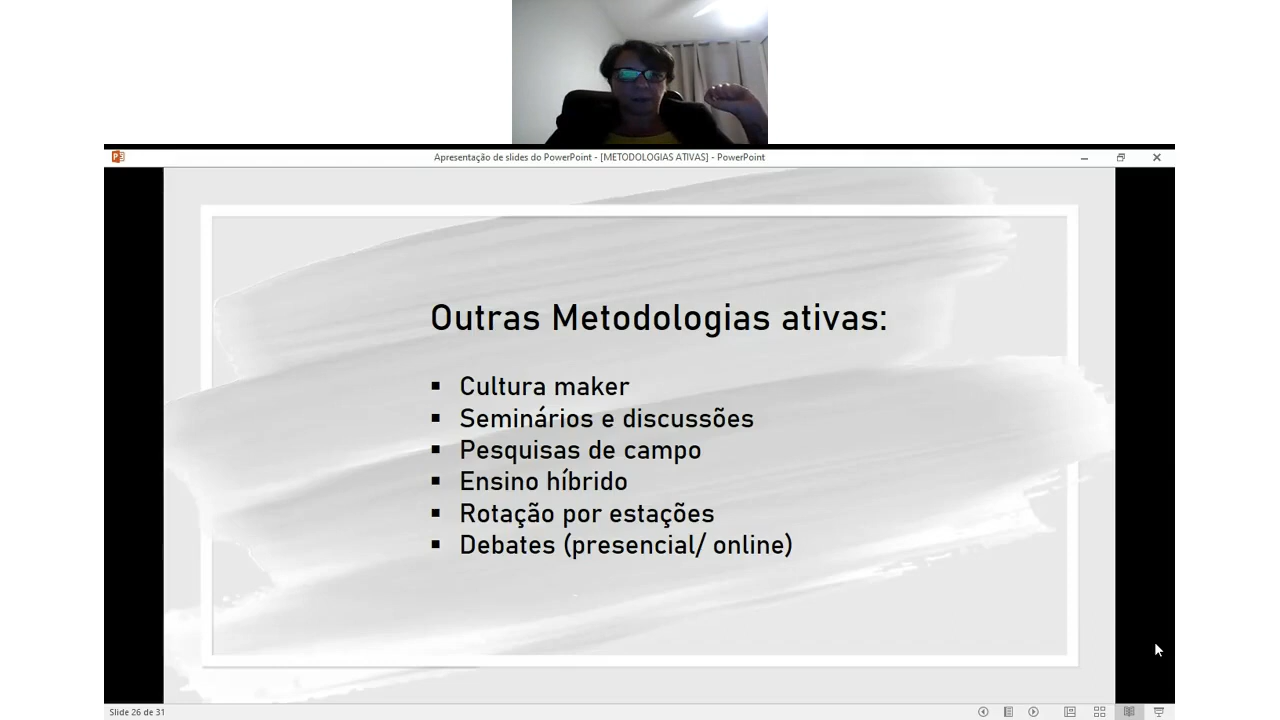 Apresentação de slides do PowerPoint - [METODOLOGIAS ATIVAS] - PowerPoint
Outras Metodologias ativas:
▪ Cultura maker
▪ Seminários e discussões
▪ Pesquisas de campo
▪ Ensino híbrido
▪ Rotação por estações
▪ Debates (presencial/ online)
Slide 26 de 31